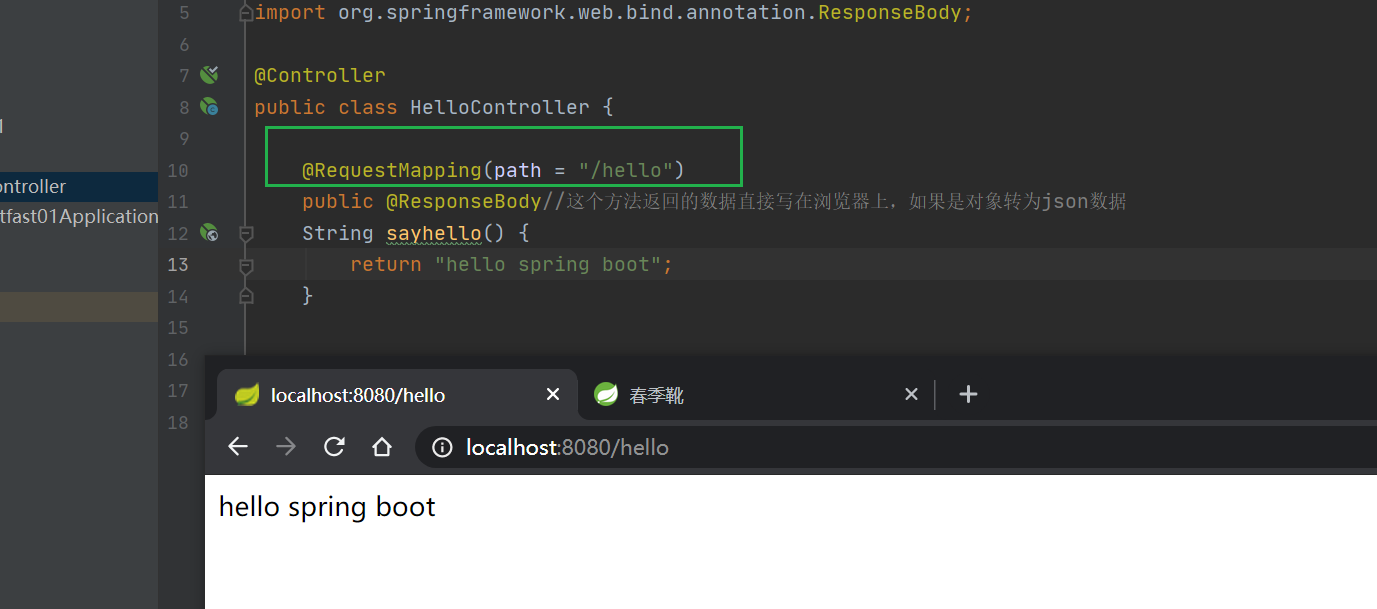 5 import org.springframework.web.bind.annotation.ResponseBody;
6
7 @Controller
8 public class HelloController {
9
10 @RequestMapping(path = "/hello")
ontroller
11 public @ResponseBody//这个方法返回的数据直接写在浏览器上，如果是对象转为json数据
tfast01Application
12 String sayhello() {
13 return "hello spring boot";
14 }
15
16
17
18
localhost:8080/hello
春季靴
localhost:8080/hello
hello spring boot